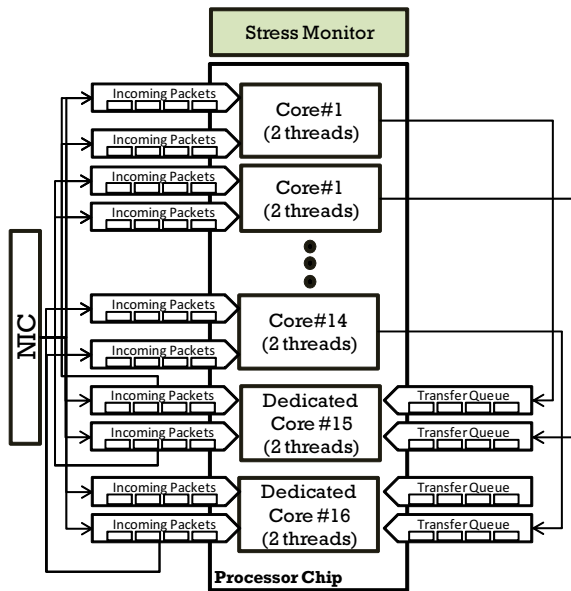 Stress Monitor
Incoming Packets
Core#1
(2 threads)
Incoming Packets
Incoming Packets
Core#1
(2 threads)
Incoming Packets
NIC
Incoming Packets
Core#14
(2 threads)
Incoming Packets
Incoming Packets
Dedicated
Core #15
(2 threads)
Transfer Queue
Incoming Packets
Transfer Queue
Incoming Packets
Dedicated
Core #16
(2 threads)
Transfer Queue
Incoming Packets
Transfer Queue
Processor Chip